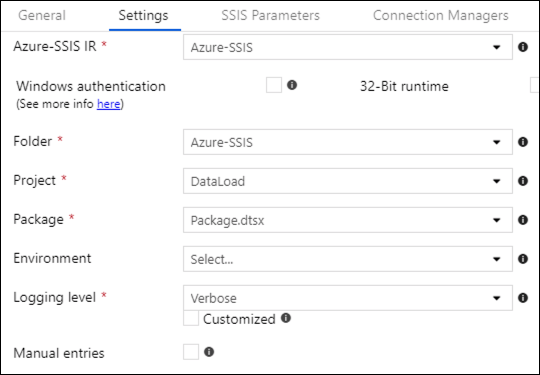 General Settings SSIS Parameters Connection Managers
Azure-SSIS IR * Azure-SSIS
Windows authentication 32-Bit runtime
(See more info here)
Folder * Azure-SSIS
Project * DataLoad
Package * Package.dtsx
Environment Select...
Logging level * Verbose
Customized
Manual entries